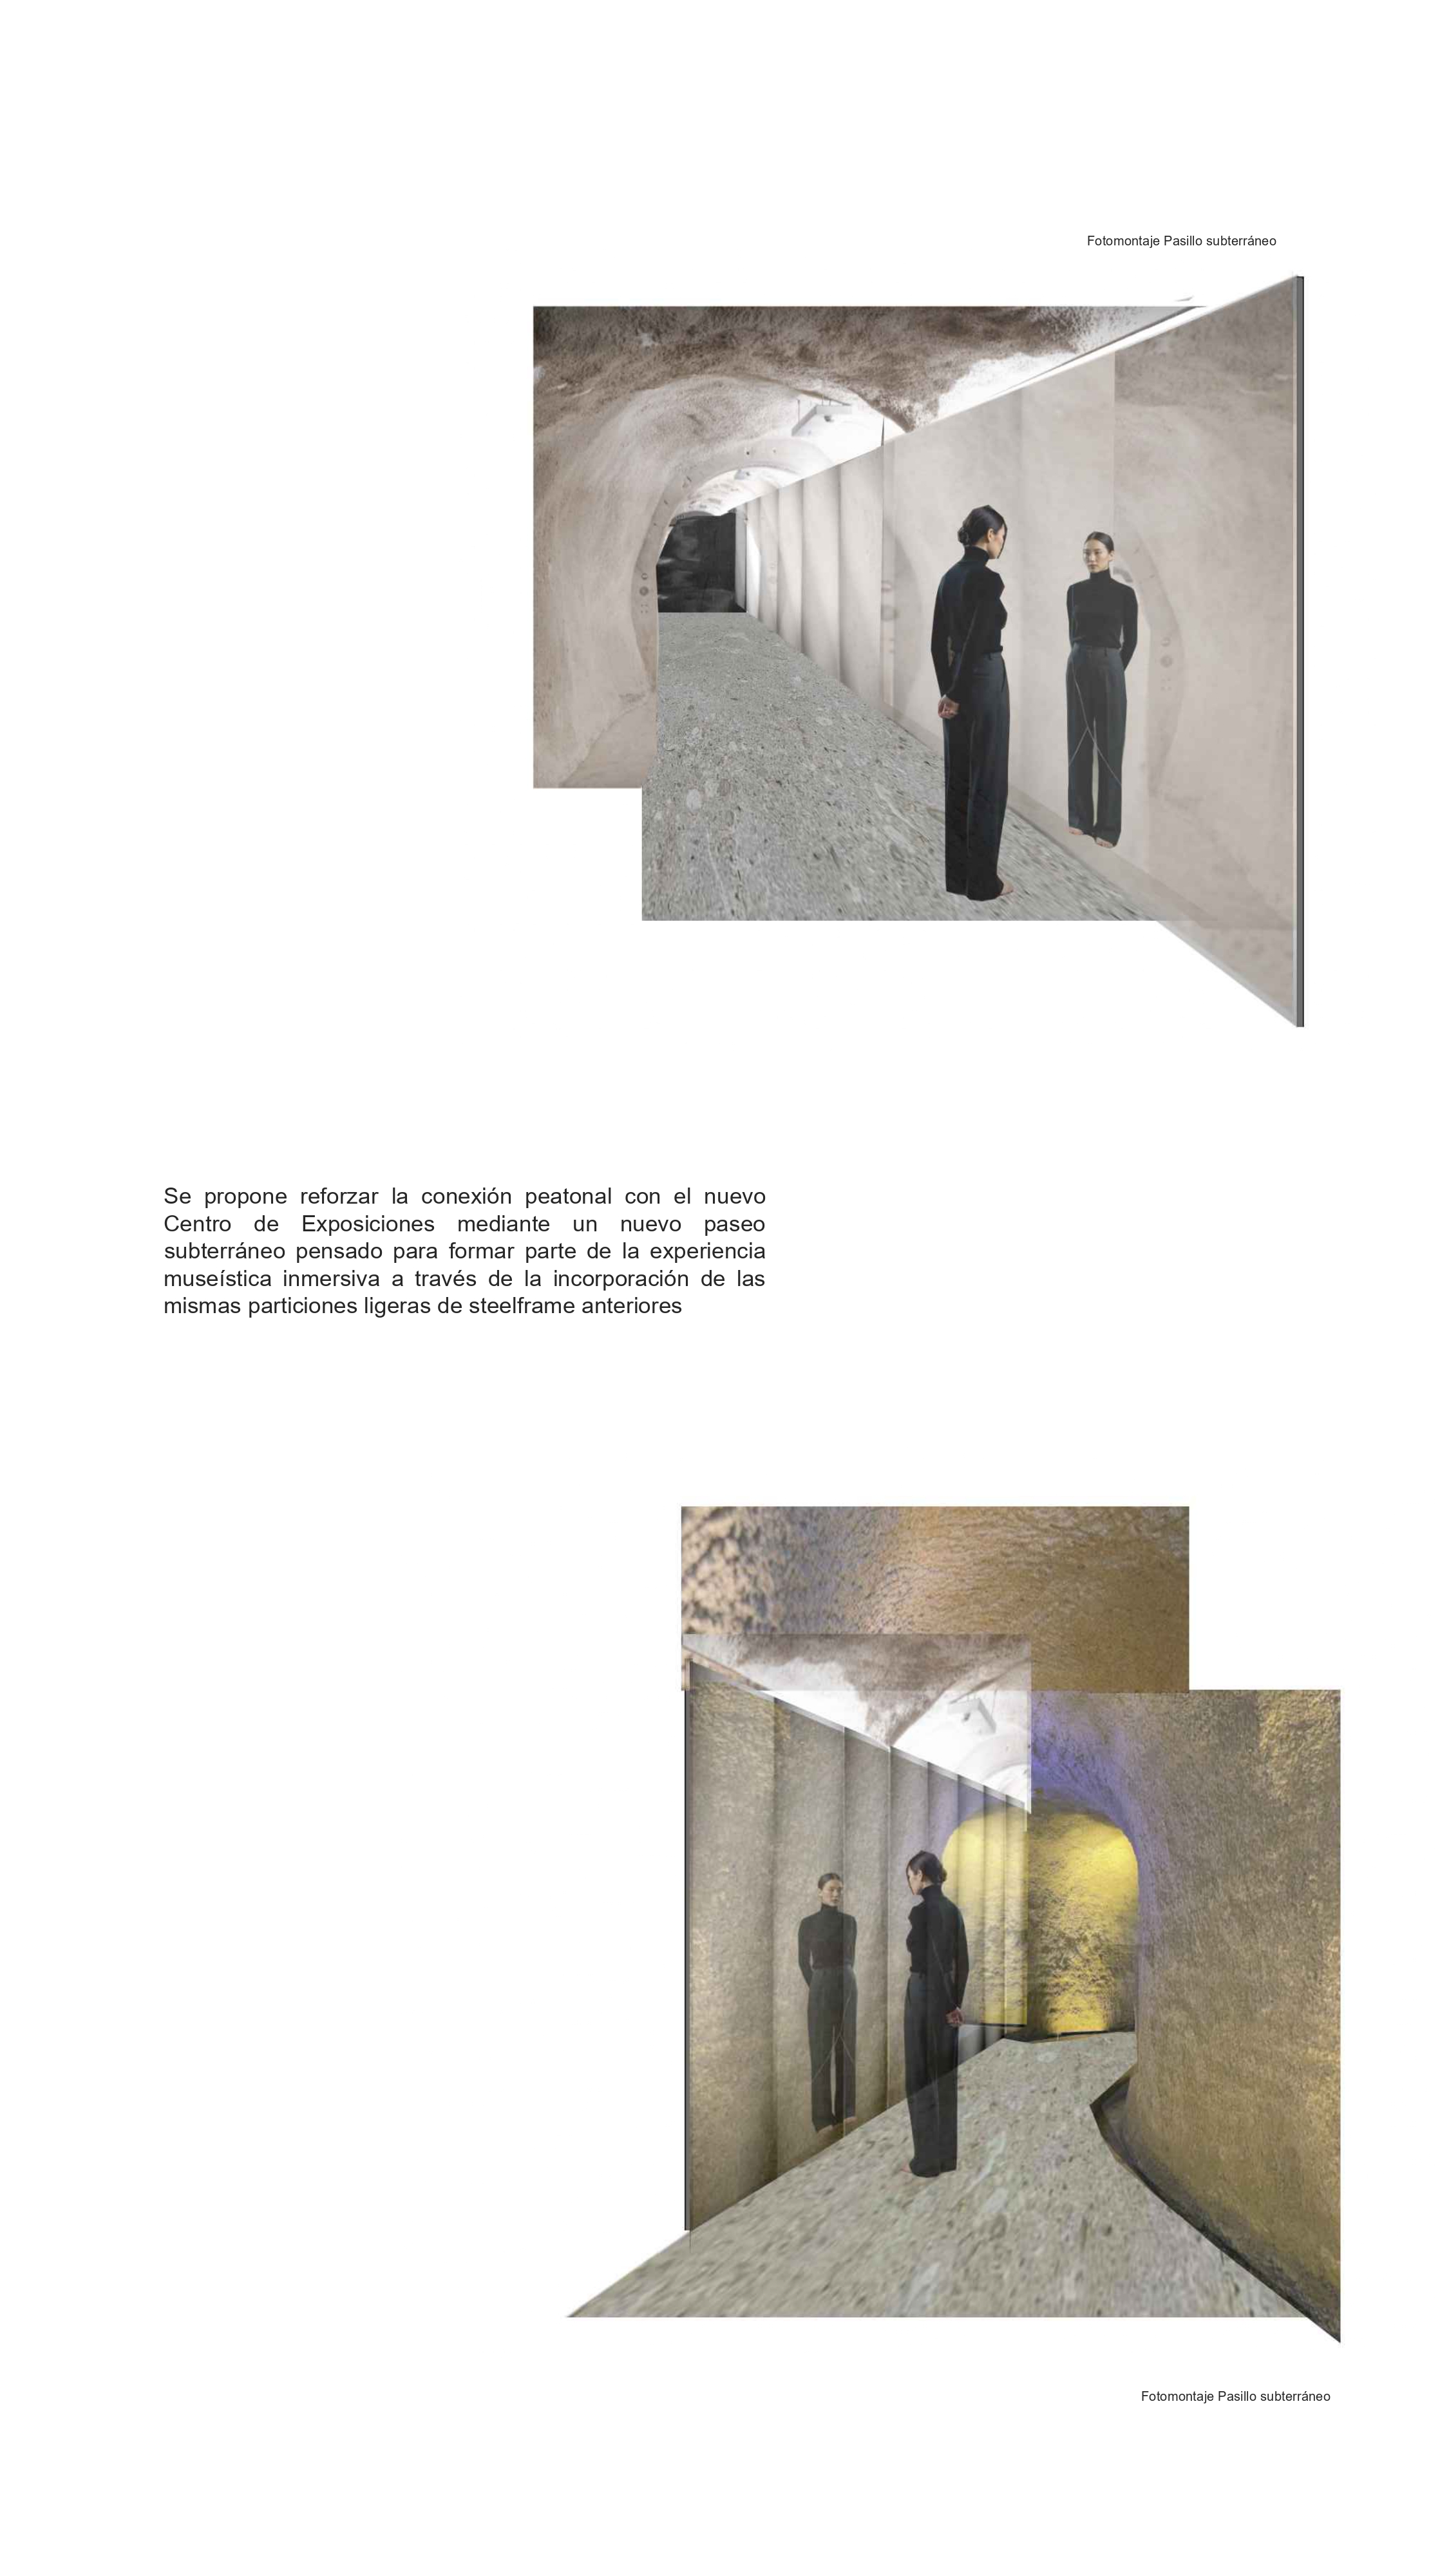 Fotomontaje Pasillo subterráneo
Se propone reforzar la conexión peatonal con el nuevo
Centro de Exposiciones mediante un nuevo paseo
subterráneo pensado para formar parte de la experiencia
museística inmersiva a través de la incorporación de las
mismas particiones ligeras de steelframe anteriores
Fotomontaje Pasillo subterráneo